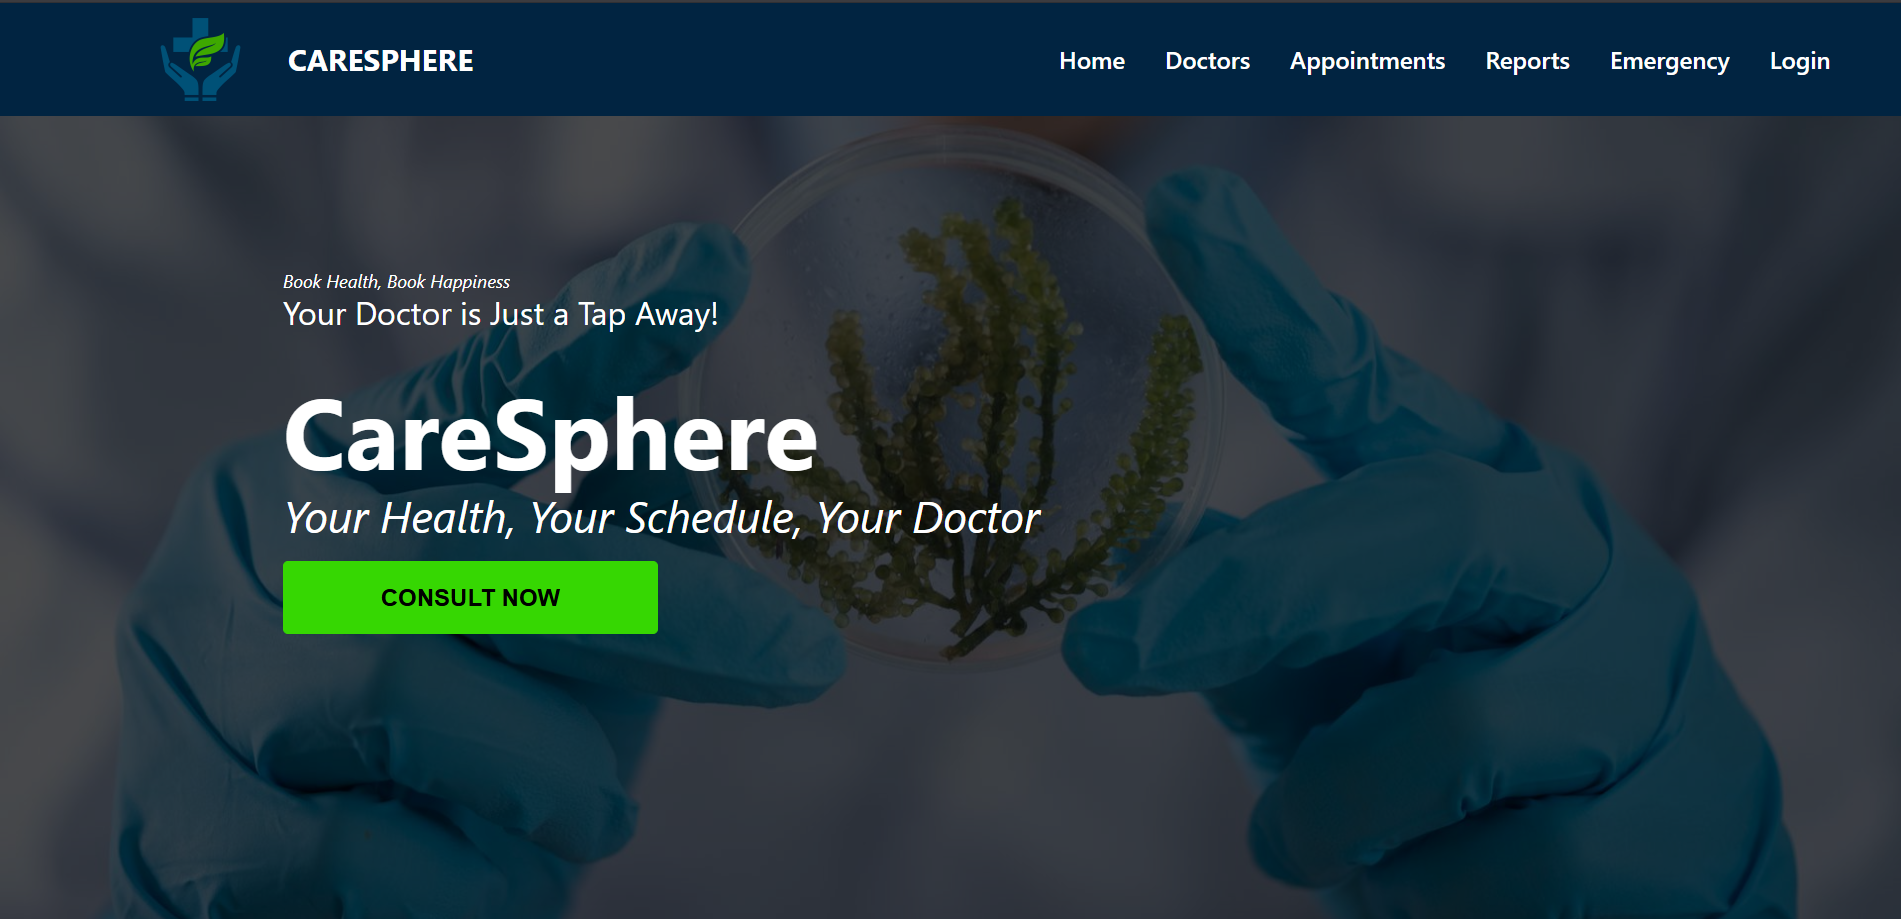 CARESPHERE
Home Doctors Appointments Reports Emergency Login
Book Health, Book Happiness
Your Doctor is Just a Tap Away!
CareSphere
Your Health, Your Schedule, Your Doctor
CONSULT NOW